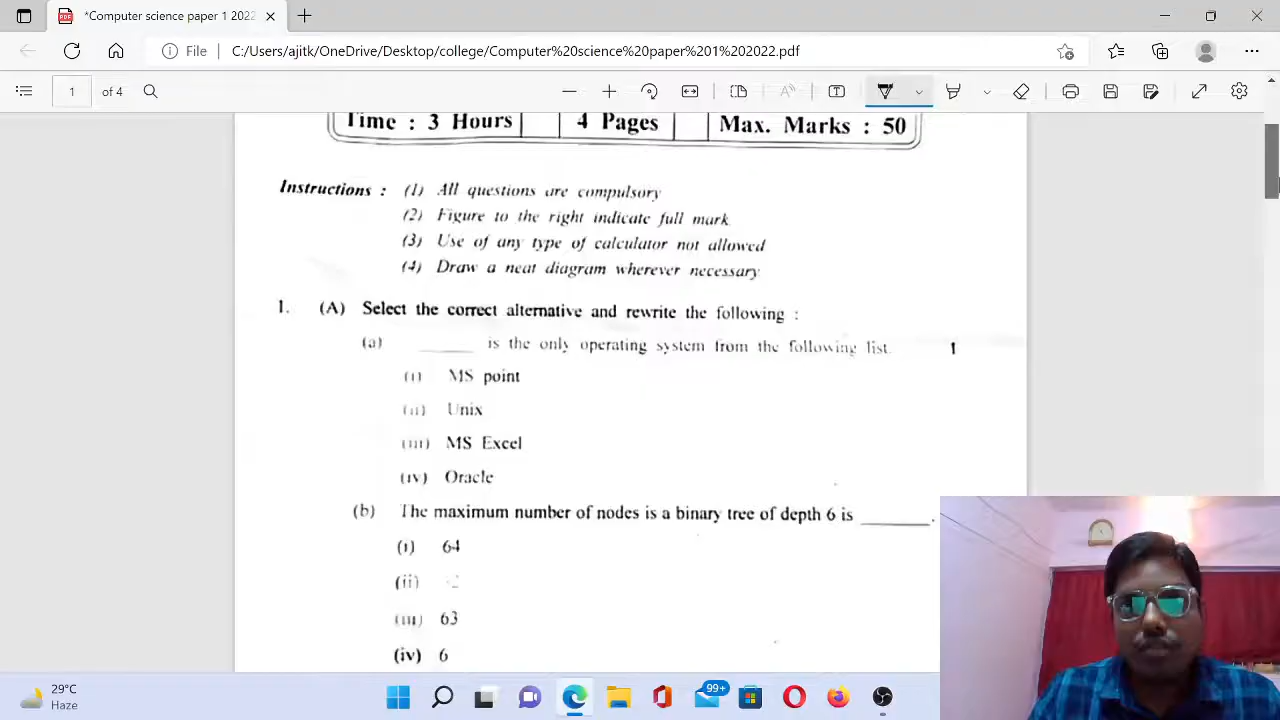 *Computer science paper 1 2022
File
C:/Users/ajitk/OneDrive/Desktop/college/Computer%20science%20paper%201%202022.pdf
1 of 4
Time : 3 Hours 4 Pages Max. Marks : 50
Instructions : (1) All questions are compulsory
(2) Figure to the right indicate full mark.
(3) Use of any type of calculator not allowed
(4) Draw a neat diagram wherever necessary
1. (A) Select the correct alternative and rewrite the following :
(a) _____ is the only operating system from the following list. 1
(i) MS point
(ii) Unix
(iii) MS Excel
(iv) Oracle
(b) The maximum number of nodes is a binary tree of depth 6 is ______.
(i) 64
(ii)
(iii) 63
(iv) 6
29°C
Haze
99+